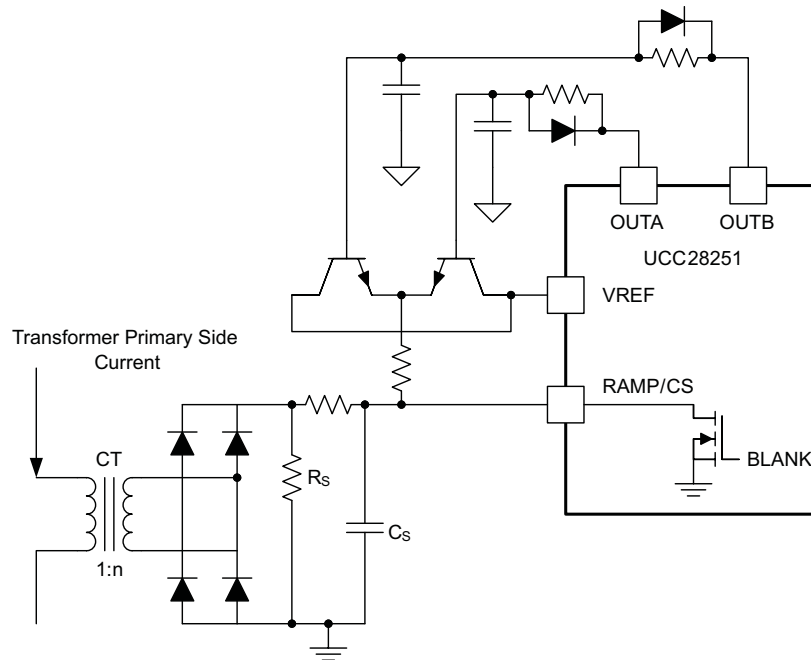 OUTA
OUTB
UCC28251
VREF
Transformer Primary Side
Current
RAMP/CS
CT
RS
BLANK
CS
1:n